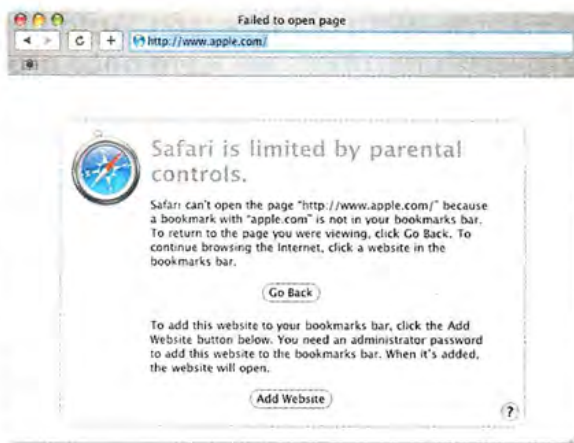 Failed to open page
http://www.apple.com/
Safari is limited by parental
controls.
Safari can't open the page "http://www.apple.com/" because
a bookmark with "apple.com" is not in your bookmarks bar.
To return to the page you were viewing, click Go Back. To
continue browsing the Internet, click a website in the
bookmarks bar.
Go Back
To add this website to your bookmarks bar, click the Add
Website button below. You need an administrator password
to add this website to the bookmarks bar. When it's added,
the website will open.
Add Website
?